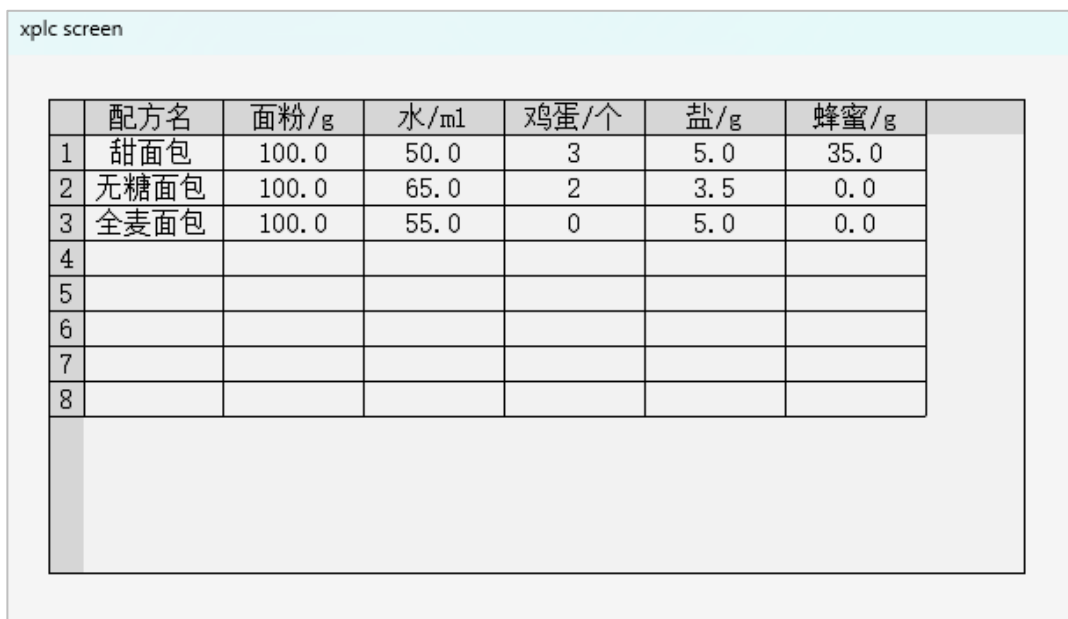 xplc screen
配方名 面粉/g 水/ml 鸡蛋/个 盐/g 蜂蜜/g
1 甜面包 100.0 50.0 3 5.0 35.0
2 无糖面包 100.0 65.0 2 3.5 0.0
3 全麦面包 100.0 55.0 0 5.0 0.0
4
5
6
7
8